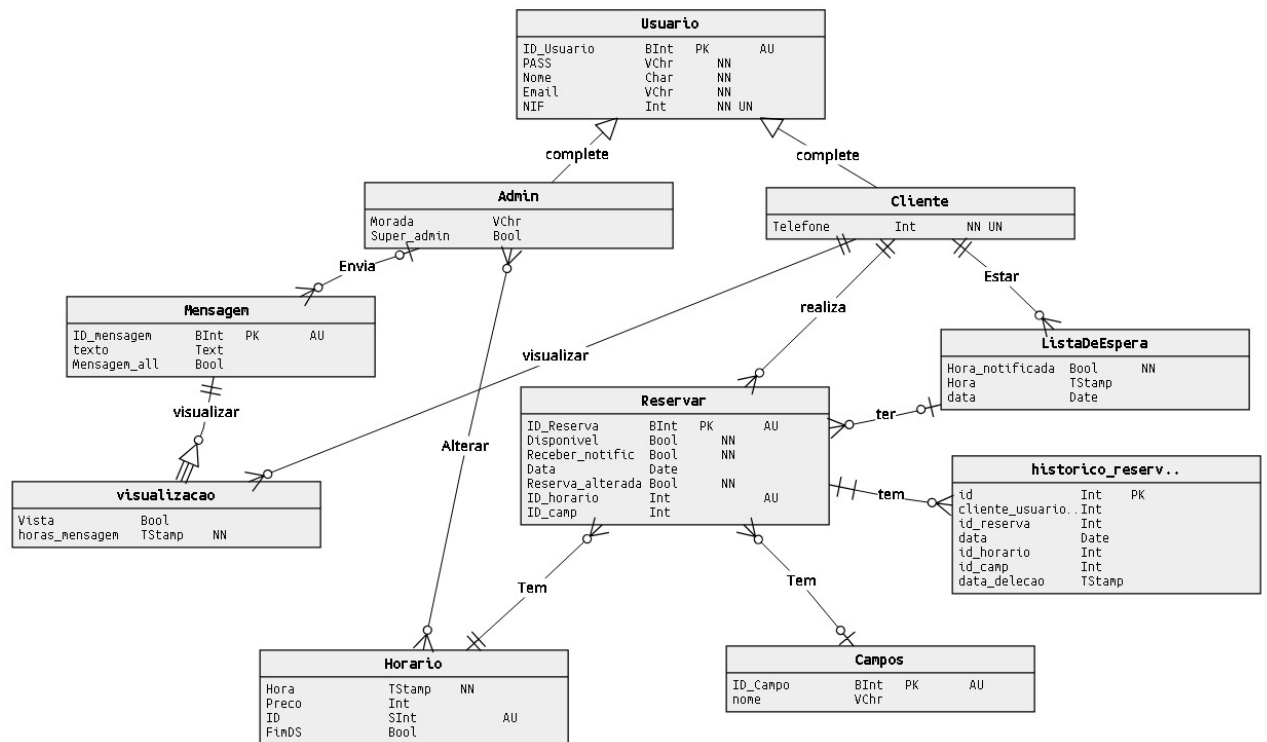 Usuario
ID_Usuario BInt PK AU
PASS VChr NN
Nome Char NN
Email VChr NN
NIF Int NN UN
complete
complete
Admin
Morada VChr
Super_admin Bool
Cliente
Telefone Int NN UN
Envia
Estar
Mensagem
ID_mensagem BInt PK AU
texto Text
Mensagem_all Bool
realiza
visualizar
ListaDeEspera
Hora_notificada Bool NN
Hora TStamp
data Date
visualizar
Reservar
ID_Reserva BInt PK AU
Disponivel Bool NN
Receber_notific Bool NN
Data Date
Reserva_alterada Bool NN
ID_horario Int AU
ID_camp Int
ter
Alterar
tem
historico_reserv..
id Int PK
cliente_usuario.. Int
id_reserva Int
data Date
id_horario Int
id_camp Int
data_delecao TStamp
visualizacao
Vista Bool
horas_mensagem TStamp NN
Tem
Tem
Horario
Hora TStamp NN
Preco Int
ID SInt AU
FimDS Bool
Campos
ID_Campo BInt PK AU
nome VChr